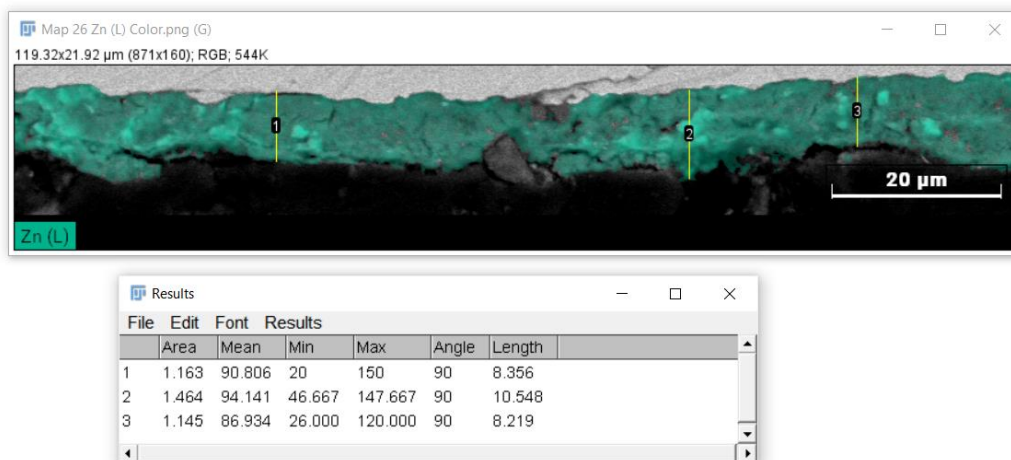 Map 26 Zn (L) Color.png (G)
119.32x21.92 µm (871x160); RGB; 544K
1
2
3
20 µm
Zn (L)
Results
File Edit Font Results
Area Mean Min Max Angle Length
1 1.163 90.806 20 150 90 8.356
2 1.464 94.141 46.667 147.667 90 10.548
3 1.145 86.934 26.000 120.000 90 8.219